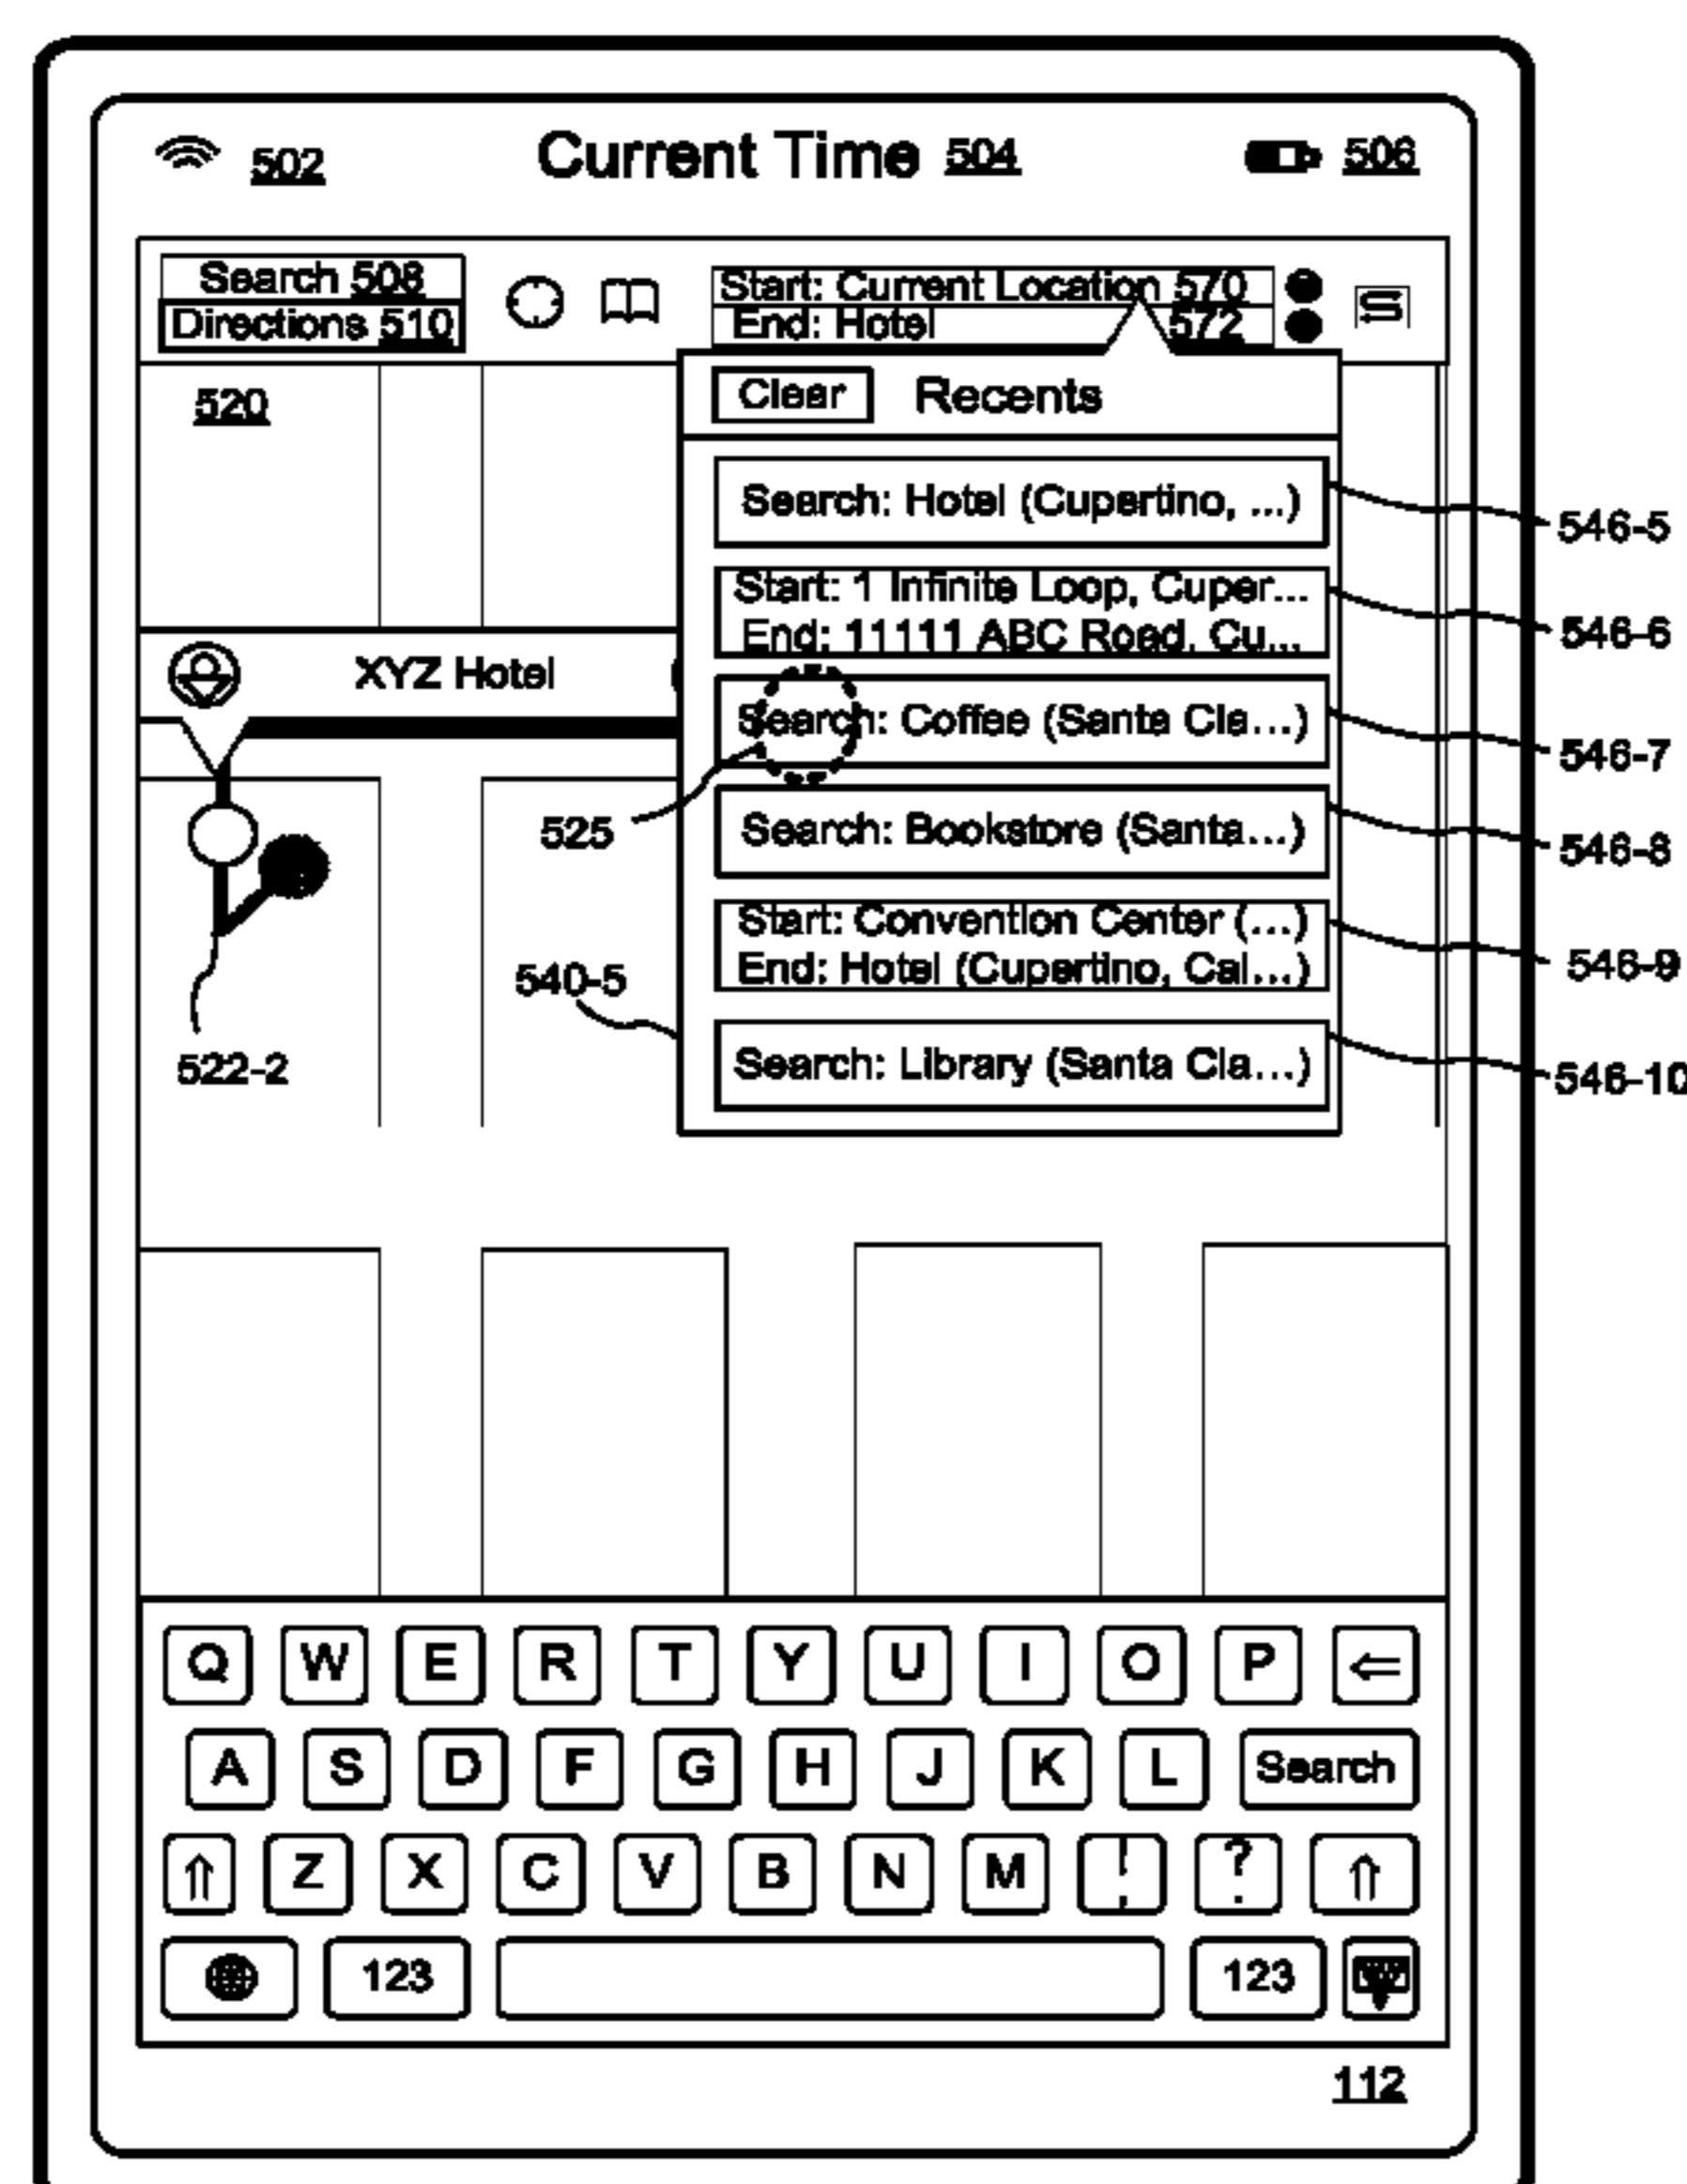 502 Current Time 504 506
Search 508
Directions 510
Start: Current Location 570
End: Hotel 572
520
Clear Recents
Search: Hotel (Cupertino, ...)
546-5
Start: 1 Infinite Loop, Cuper...
End: 11111 ABC Road, Cu...
546-6
XYZ Hotel
Search: Coffee (Santa Cla...)
546-7
525
Search: Bookstore (Santa...)
546-8
Start: Convention Center (...)
End: Hotel (Cupertino, Cal...)
546-9
540-5
522-2
Search: Library (Santa Cla...)
546-10
Q W E R T Y U I O P ⇐
A S D F G H J K L Search
⇑ Z X C V B N M ! , ? . ⇑
123 123
112